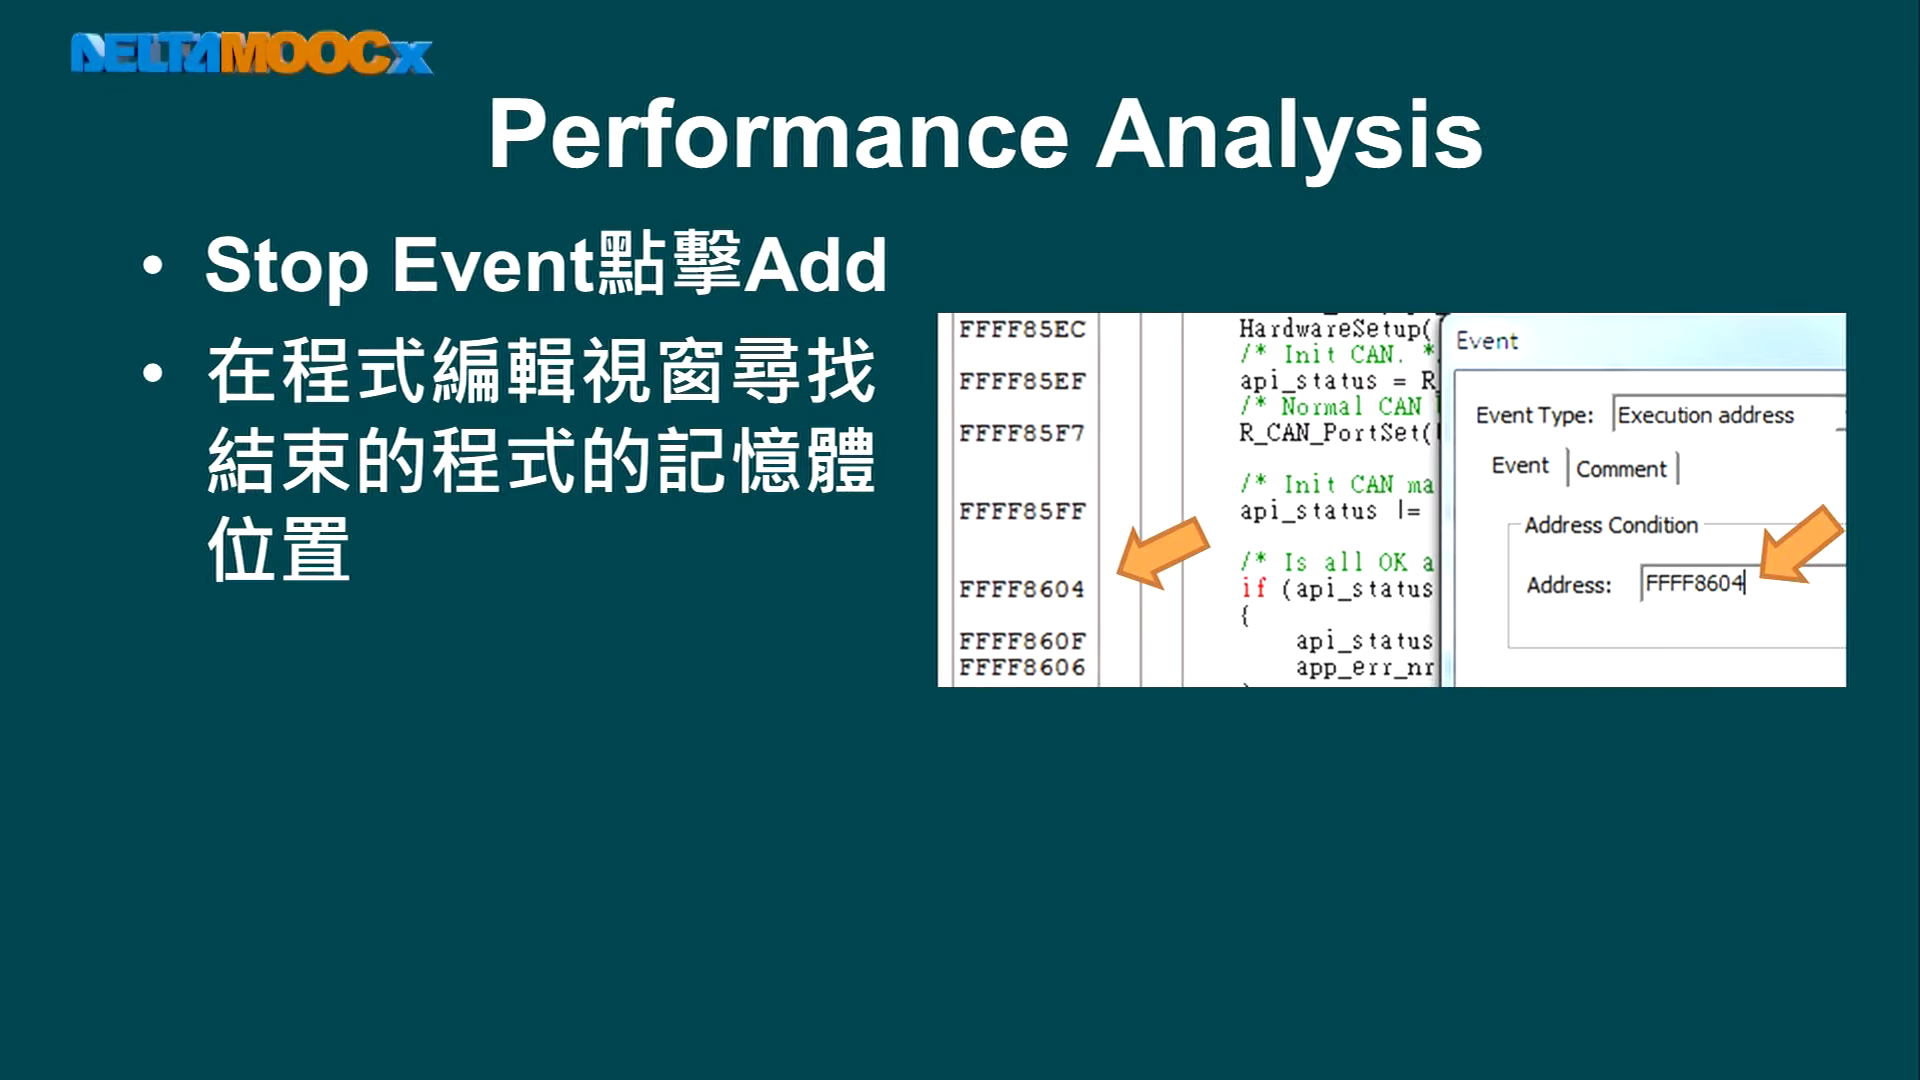 DELTAMOOCx
Performance Analysis
• Stop Event點擊Add
• 在程式編輯視窗尋找
結束的程式的記憶體
位置
FFFF85EC HardwareSetup(
/* Init CAN. *
FFFF85EF api_status = R
/* Normal CAN
FFFF85F7 R_CAN_PortSet(
/* Init CAN ma
FFFF85FF api_status |=
/* Is all OK a
FFFF8604 if (api_status
{
FFFF860F api_status
FFFF8606 app_err_nr
Event
Event Type: Execution address
Event Comment
Address Condition
Address: FFFF8604